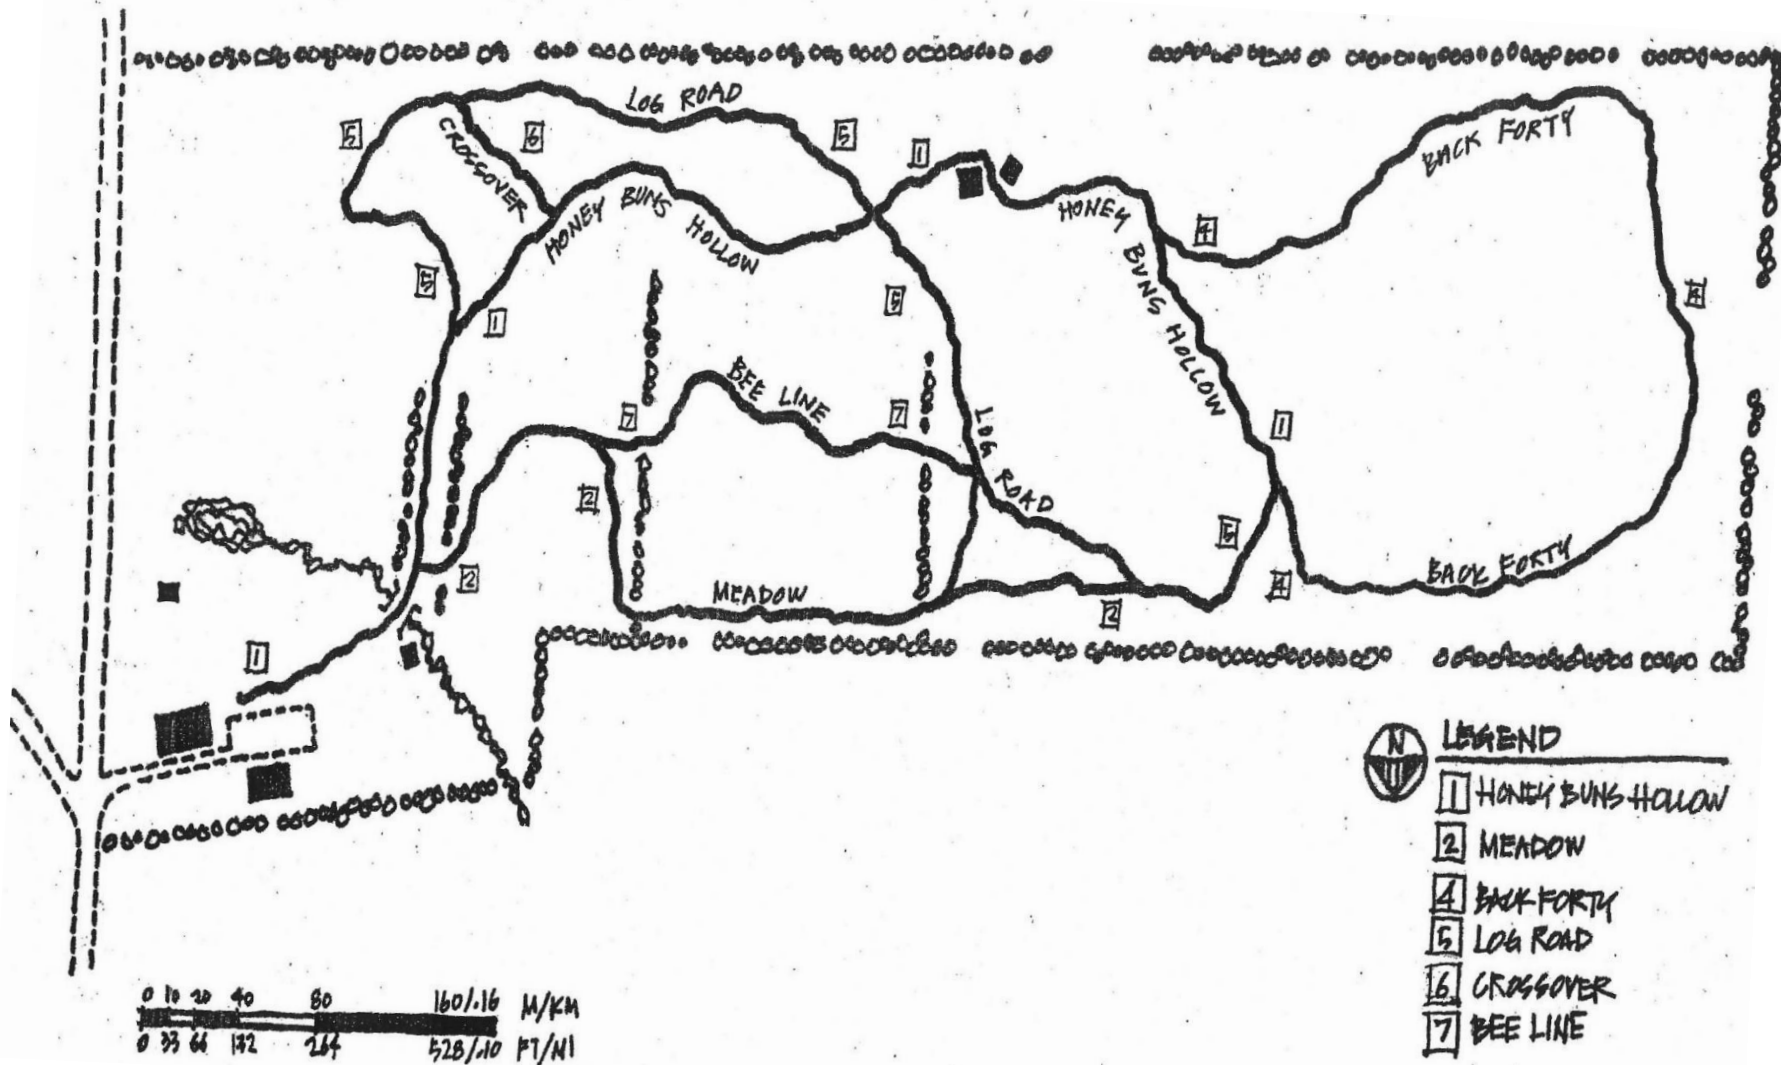 LOG ROAD
5
CROSSOVER
6
5
1
BACK FORTY
HONEY BUNS HOLLOW
HONEY BUNS HOLLOW
4
5
1
5
4
BEE LINE
7
7
LOG ROAD
1
2
5
2
MEADOW
2
4
BACK FORTY
1
N
LEGEND
1 HONEY BUNS HOLLOW
2 MEADOW
4 BACK FORTY
5 LOG ROAD
6 CROSSOVER
7 BEE LINE
0 10 20 40 80 160/.16 M/KM
0 33 66 132 264 528/.10 FT/MI